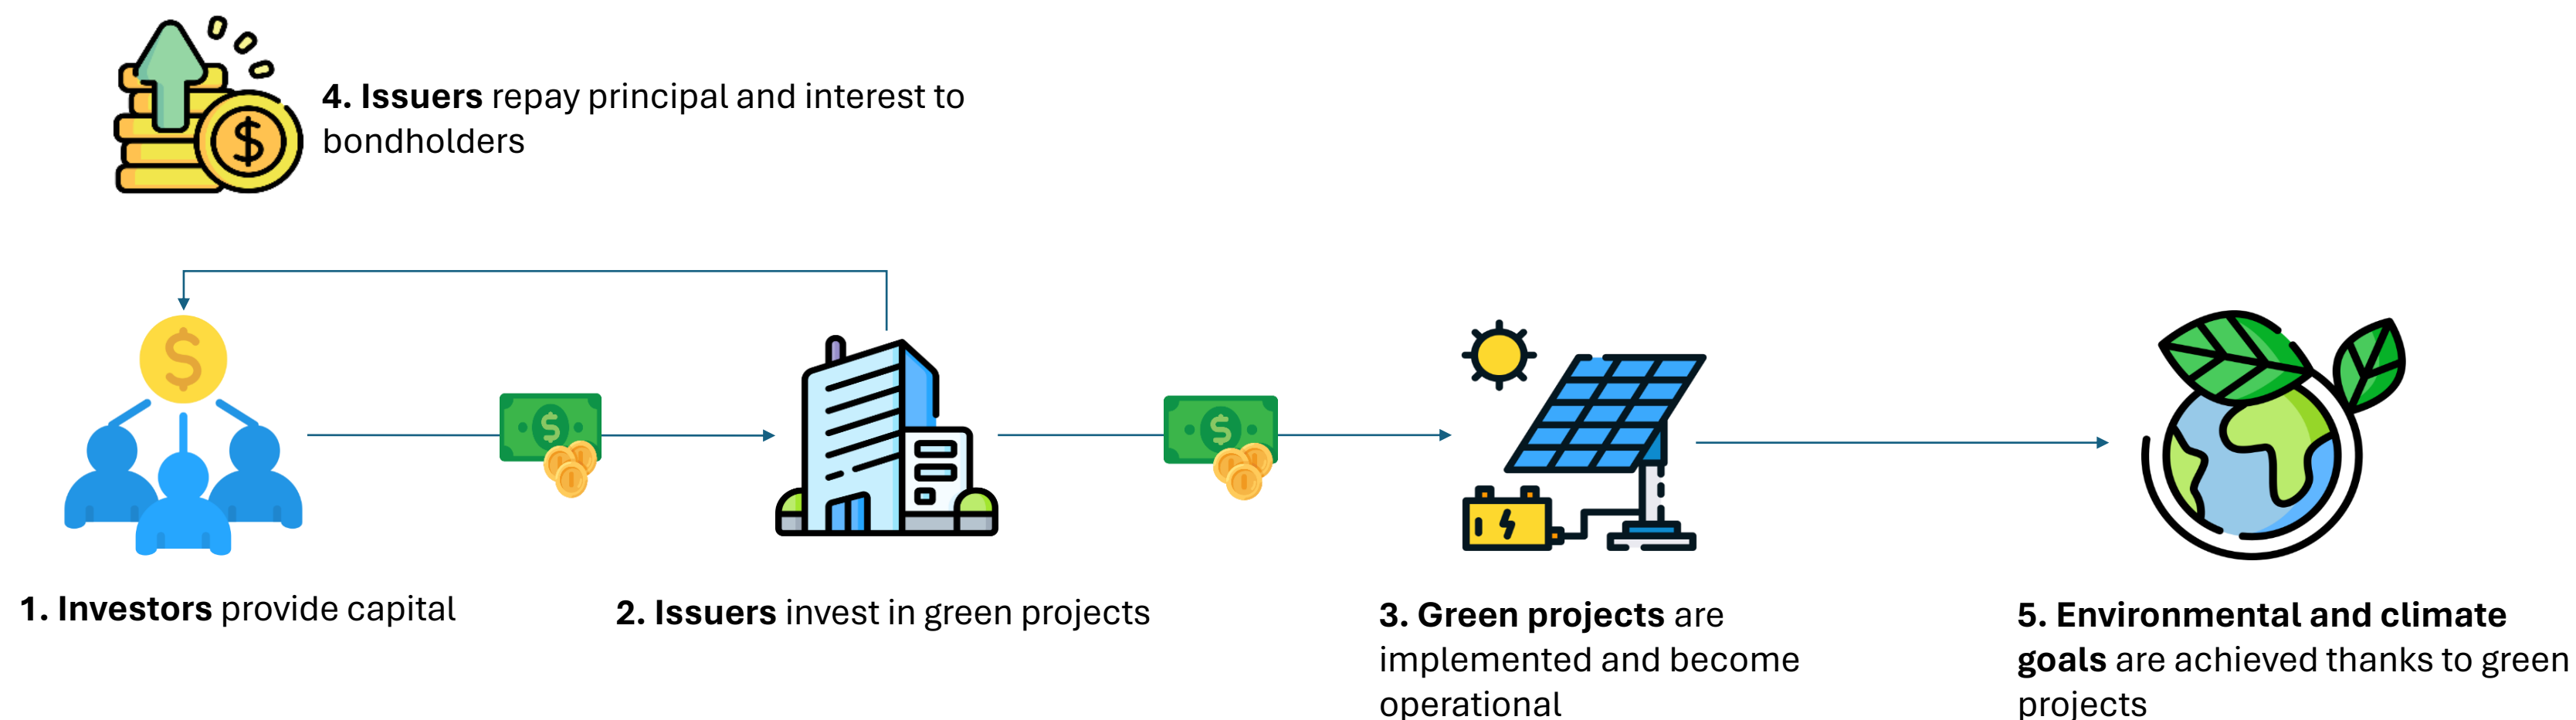 4. Issuers repay principal and interest to
bondholders
1. Investors provide capital
2. Issuers invest in green projects
3. Green projects are
implemented and become
operational
5. Environmental and climate
goals are achieved thanks to green
projects